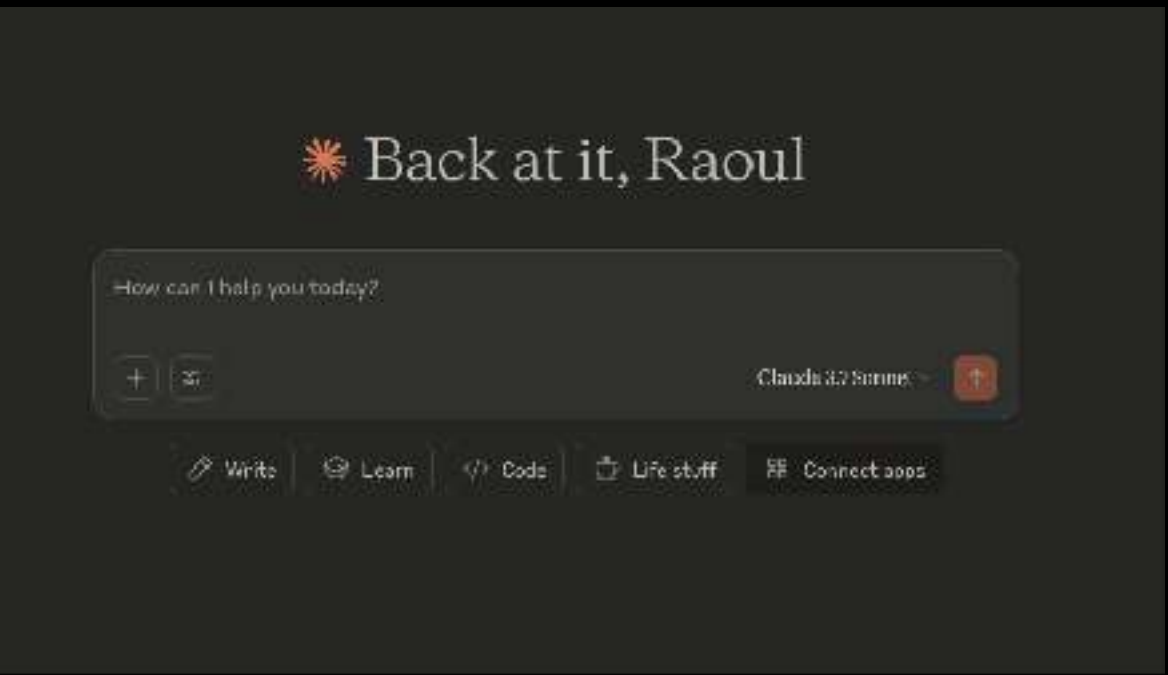 Back at it, Raoul
How can I help you today?
Claude 3.7 Sonnet
Write
Learn
Code
Life stuff
Connect apps